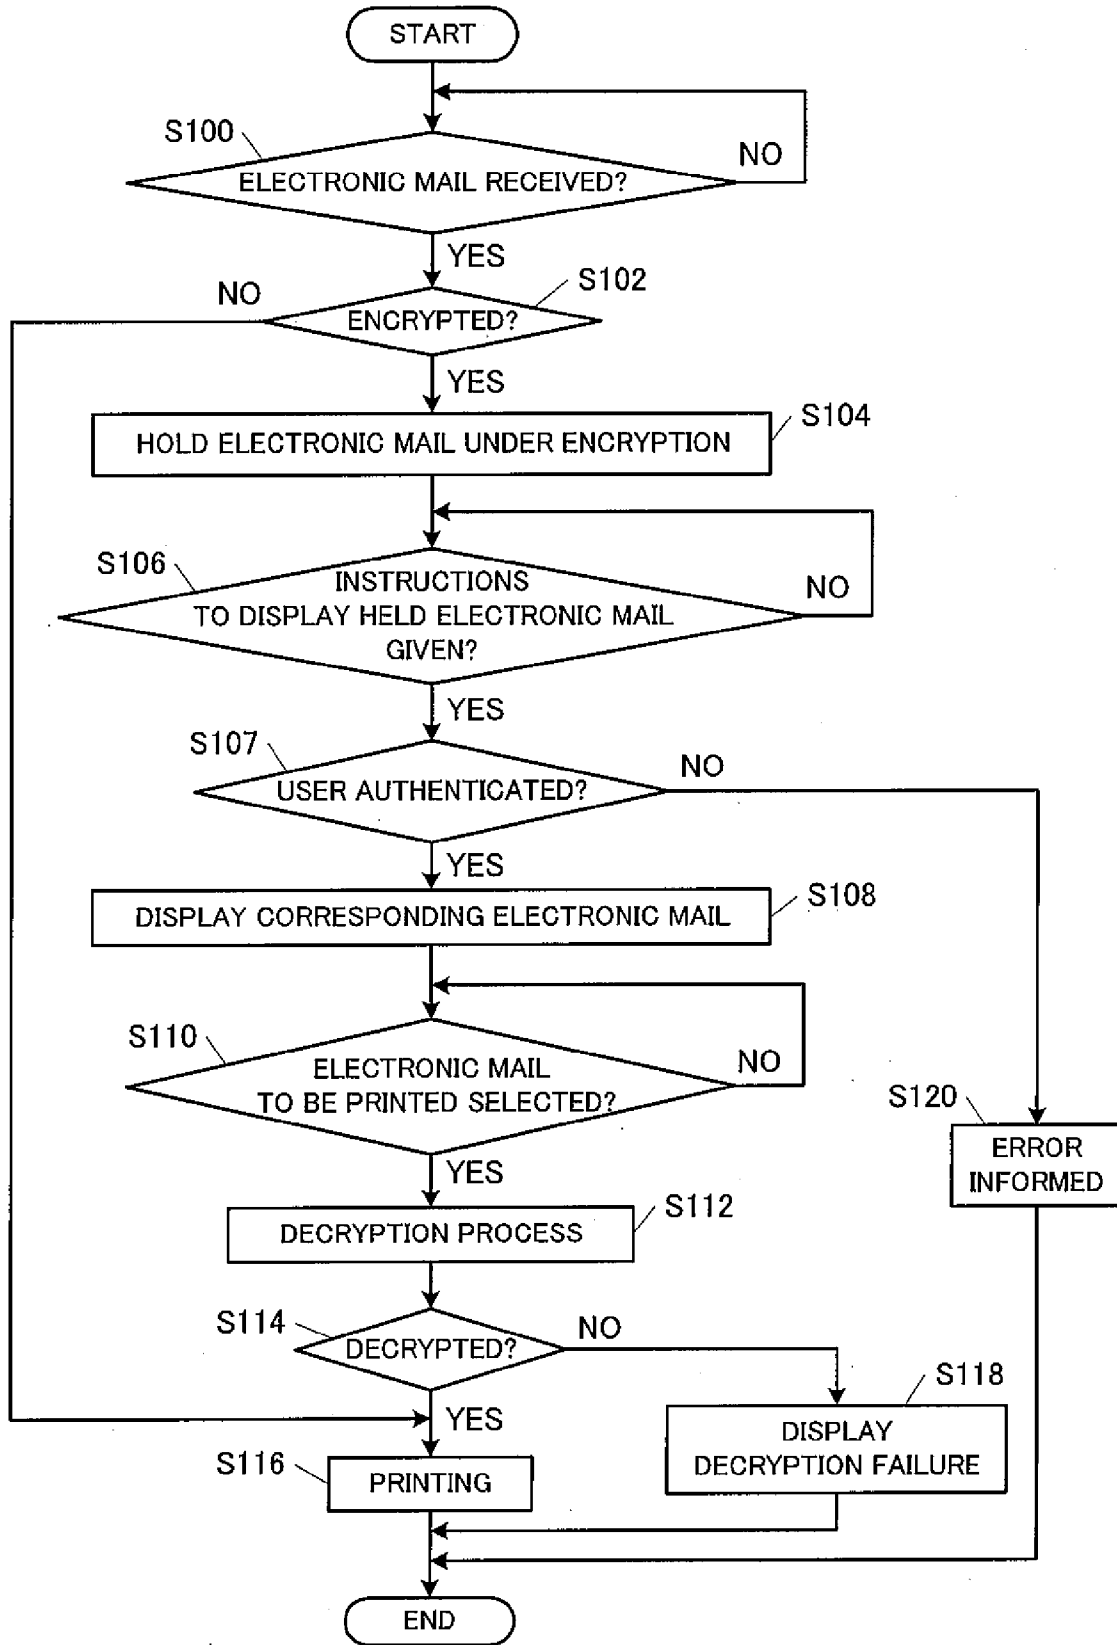 START
S100
NO
ELECTRONIC MAIL RECEIVED?
YES
S102
NO
ENCRYPTED?
YES
S104
HOLD ELECTRONIC MAIL UNDER ENCRYPTION
S106
INSTRUCTIONS
NO
TO DISPLAY HELD ELECTRONIC MAIL
GIVEN?
YES
S107
NO
USER AUTHENTICATED?
YES
S108
DISPLAY CORRESPONDING ELECTRONIC MAIL
S110
NO
ELECTRONIC MAIL
TO BE PRINTED SELECTED?
S120
ERROR
INFORMED
YES
S112
DECRYPTION PROCESS
S114
NO
DECRYPTED?
S118
YES
DISPLAY
DECRYPTION FAILURE
S116
PRINTING
END